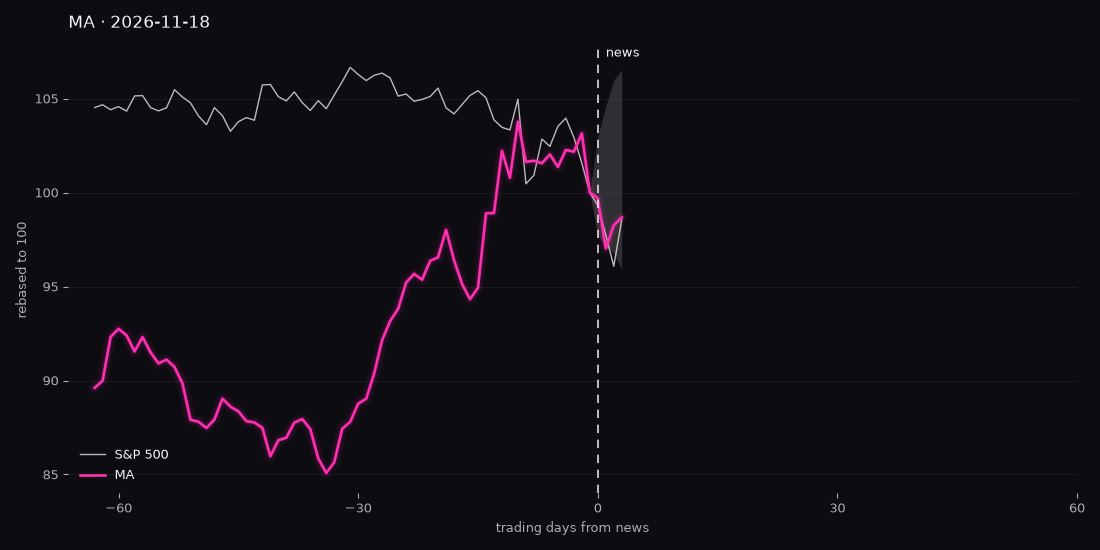 MA · 2026-11-18
news
105
100
95
90
85
rebased to 100
S&P 500
MA
−60
−30
0
30
60
trading days from news